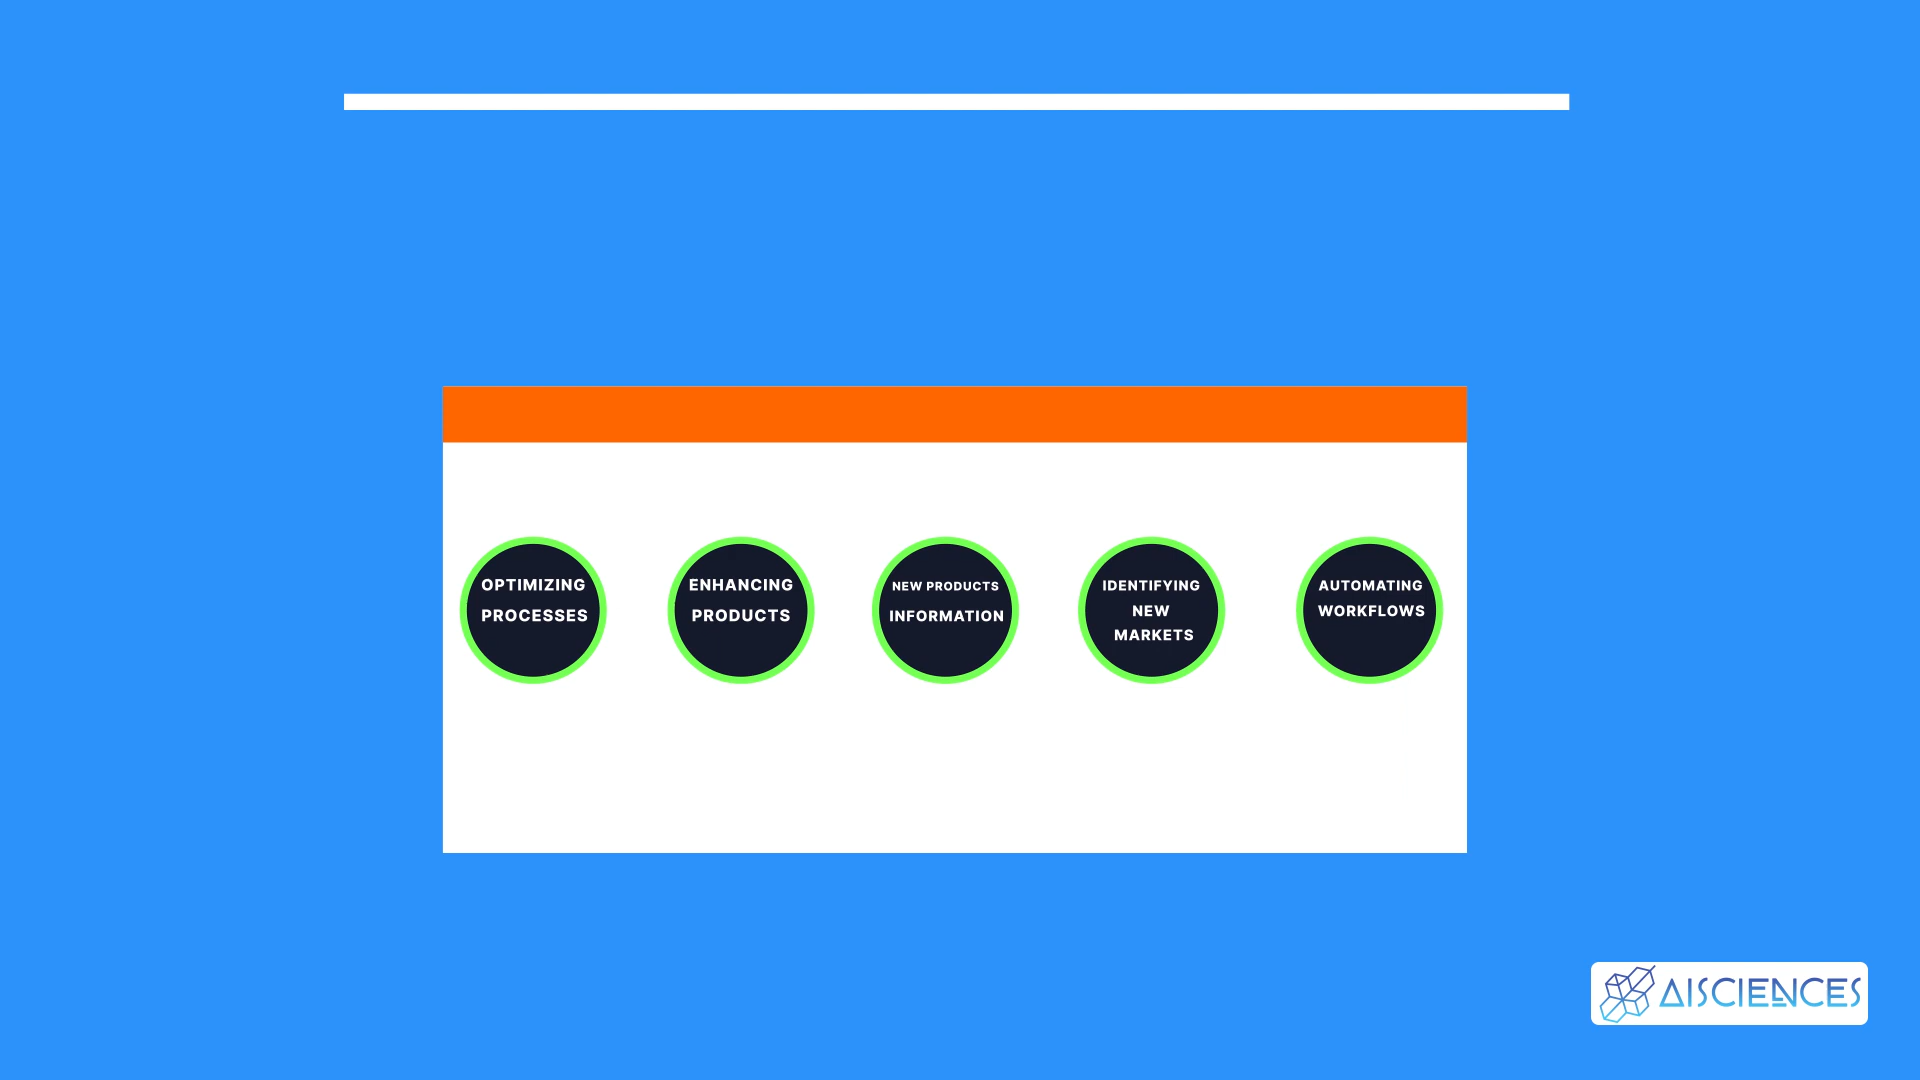 OPTIMIZING
PROCESSES
ENHANCING
PRODUCTS
NEW PRODUCTS
INFORMATION
IDENTIFYING
NEW
MARKETS
AUTOMATING
WORKFLOWS
AISCIENCES